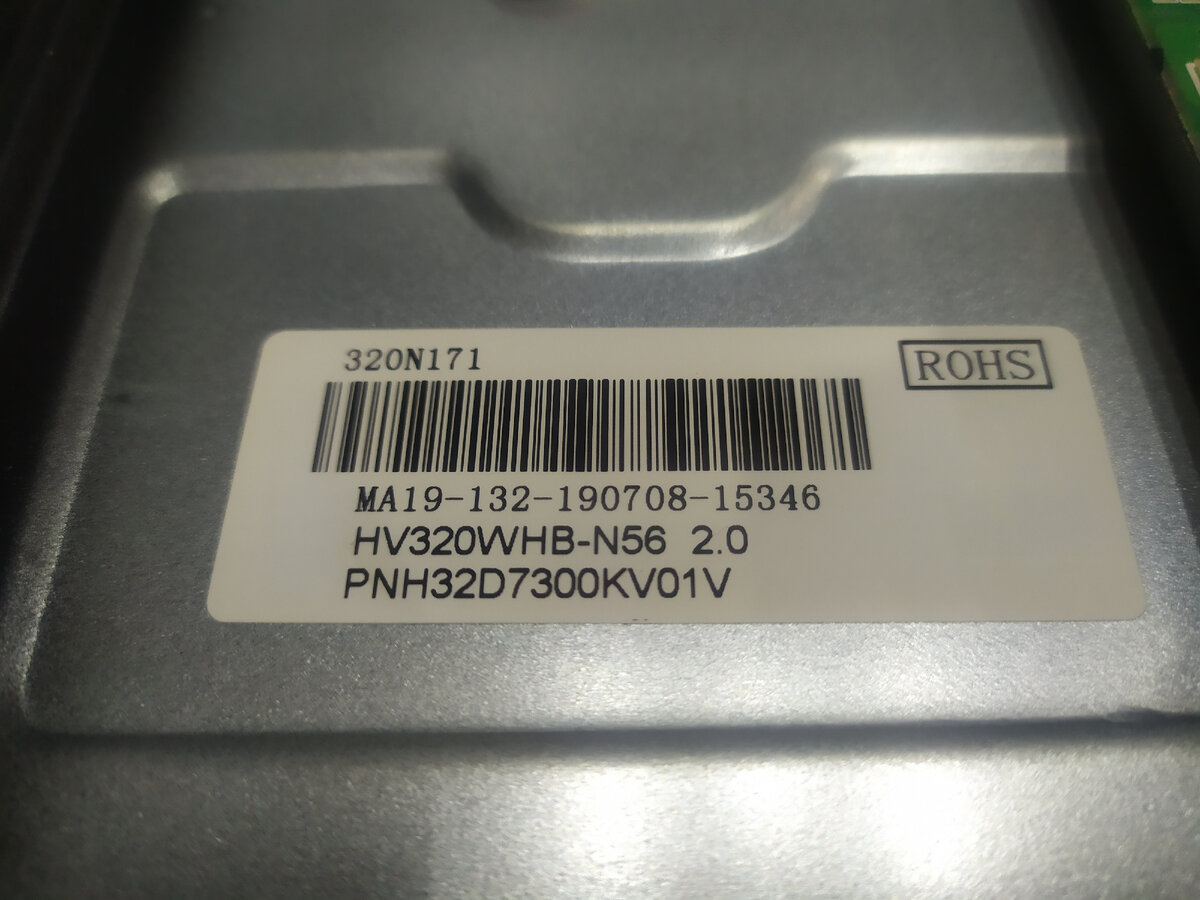 320N171
ROHS
MA19-132-190708-15346
HV320WHB-N56 2.0
PNH32D7300KV01V